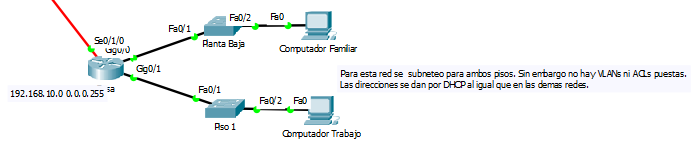 Fa0/2
Fa0
Fa0/1
Se0/1/0
Gg0/0
Planta Baja
Computador Familiar
Gg0/1
Para esta red se subneteo para ambos pisos. Sin embargo no hay VLANs ni ACLs puestas.
Las direcciones se dan por DHCP al igual que en las demas redes.
192.168.10.0 0.0.0.255 sa
Fa0/1
Fa0/2
Fa0
Piso 1
Computador Trabajo